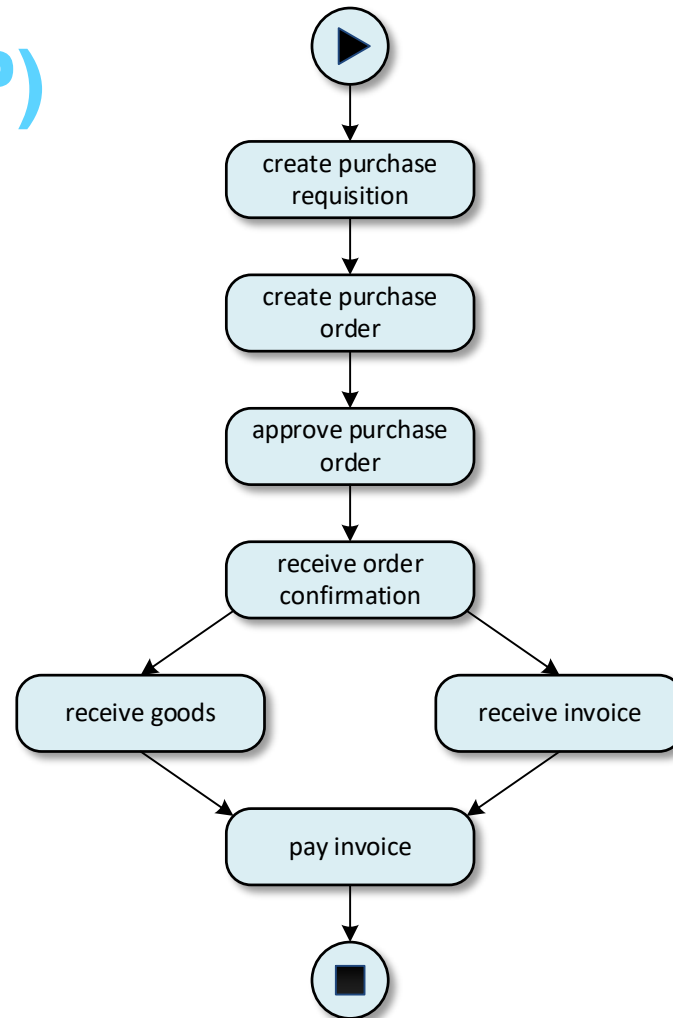 P)
create purchase
requisition
create purchase
order
approve purchase
order
receive order
confirmation
receive goods
receive invoice
pay invoice